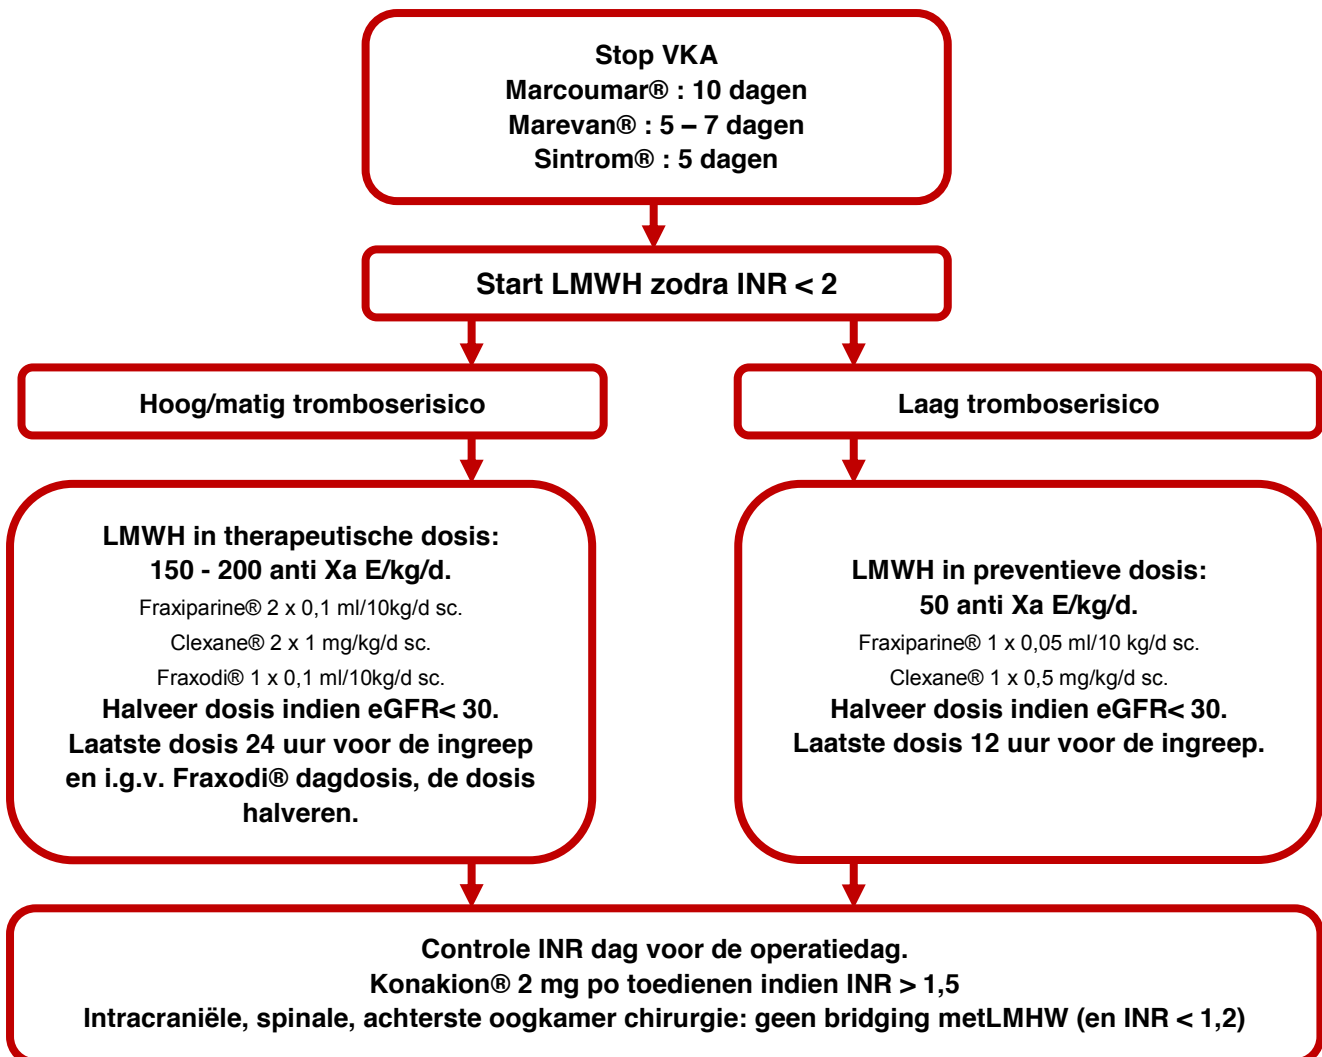 Stop VKA
Marcoumar® : 10 dagen
Marevan® : 5 – 7 dagen
Sintrom® : 5 dagen
Start LMWH zodra INR < 2
Hoog/matig tromboserisico
Laag tromboserisico
LMWH in therapeutische dosis:
150 - 200 anti Xa E/kg/d.
Fraxiparine® 2 x 0,1 ml/10kg/d sc.
Clexane® 2 x 1 mg/kg/d sc.
Fraxodi® 1 x 0,1 ml/10kg/d sc.
Halveer dosis indien eGFR< 30.
Laatste dosis 24 uur voor de ingreep
en i.g.v. Fraxodi® dagdosis, de dosis
halveren.
LMWH in preventieve dosis:
50 anti Xa E/kg/d.
Fraxiparine® 1 x 0,05 ml/10 kg/d sc.
Clexane® 1 x 0,5 mg/kg/d sc.
Halveer dosis indien eGFR< 30.
Laatste dosis 12 uur voor de ingreep.
Controle INR dag voor de operatiedag.
Konakion® 2 mg po toedienen indien INR > 1,5
Intracraniële, spinale, achterste oogkamer chirurgie: geen bridging metLMHW (en INR < 1,2)